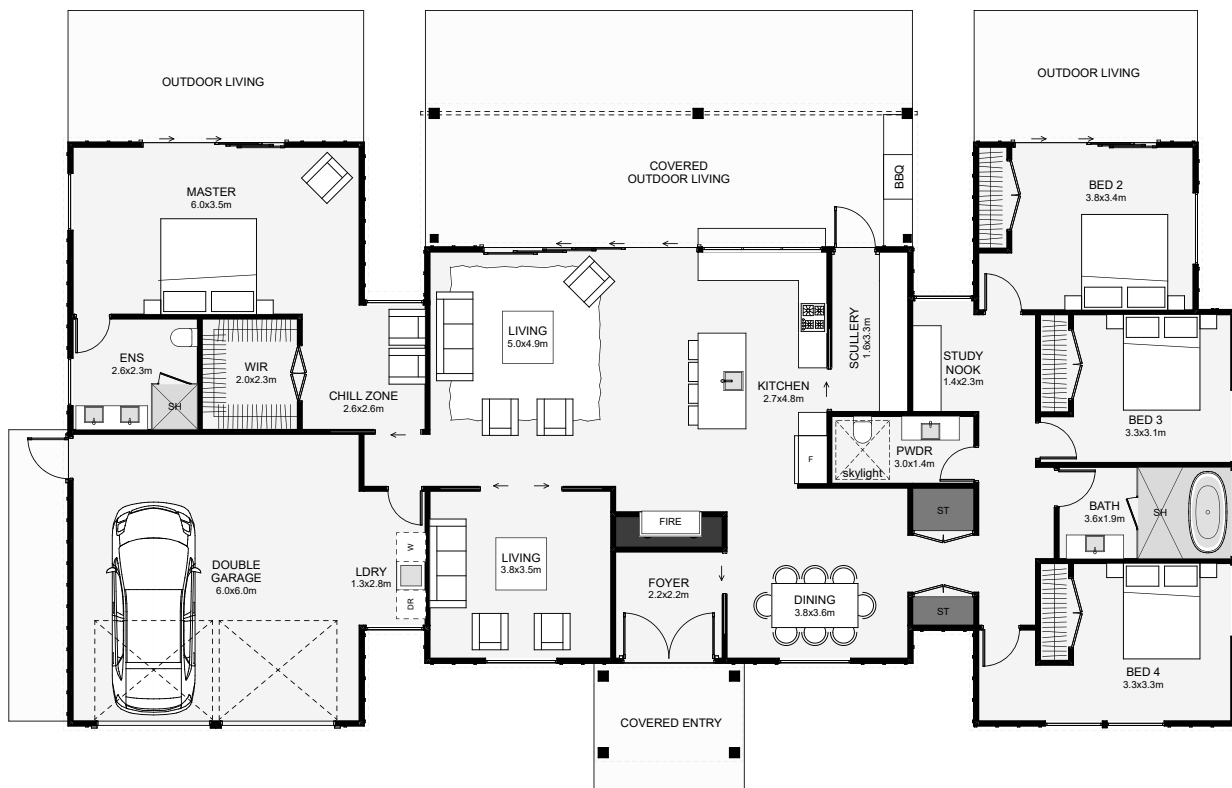 OUTDOOR LIVING
OUTDOOR LIVING
COVERED
OUTDOOR LIVING
BBQ
MASTER
6.0x3.5m
BED 2
3.8x3.4m
LIVING
5.0x4.9m
SCULLERY
1.6x3.3m
ENS
2.6x2.3m
WIR
2.0x2.3m
SH
CHILL ZONE
2.6x2.6m
KITCHEN
2.7x4.8m
STUDY
NOOK
1.4x2.3m
BED 3
3.3x3.1m
F
PWDR
3.0x1.4m
skylight
BATH
3.6x1.9m
SH
ST
FIRE
W
LDRY
1.3x2.8m
DR
DOUBLE
GARAGE
6.0x6.0m
LIVING
3.8x3.5m
FOYER
2.2x2.2m
DINING
3.8x3.6m
ST
BED 4
3.3x3.3m
COVERED ENTRY